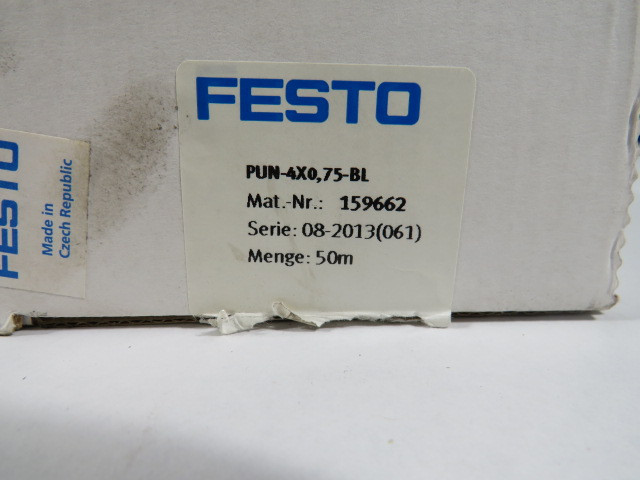 FESTO
PUN-4X0,75-BL
Mat.-Nr.: 159662
Serie: 08-2013(061)
Menge: 50m
FESTO
Made in
Czech Republic